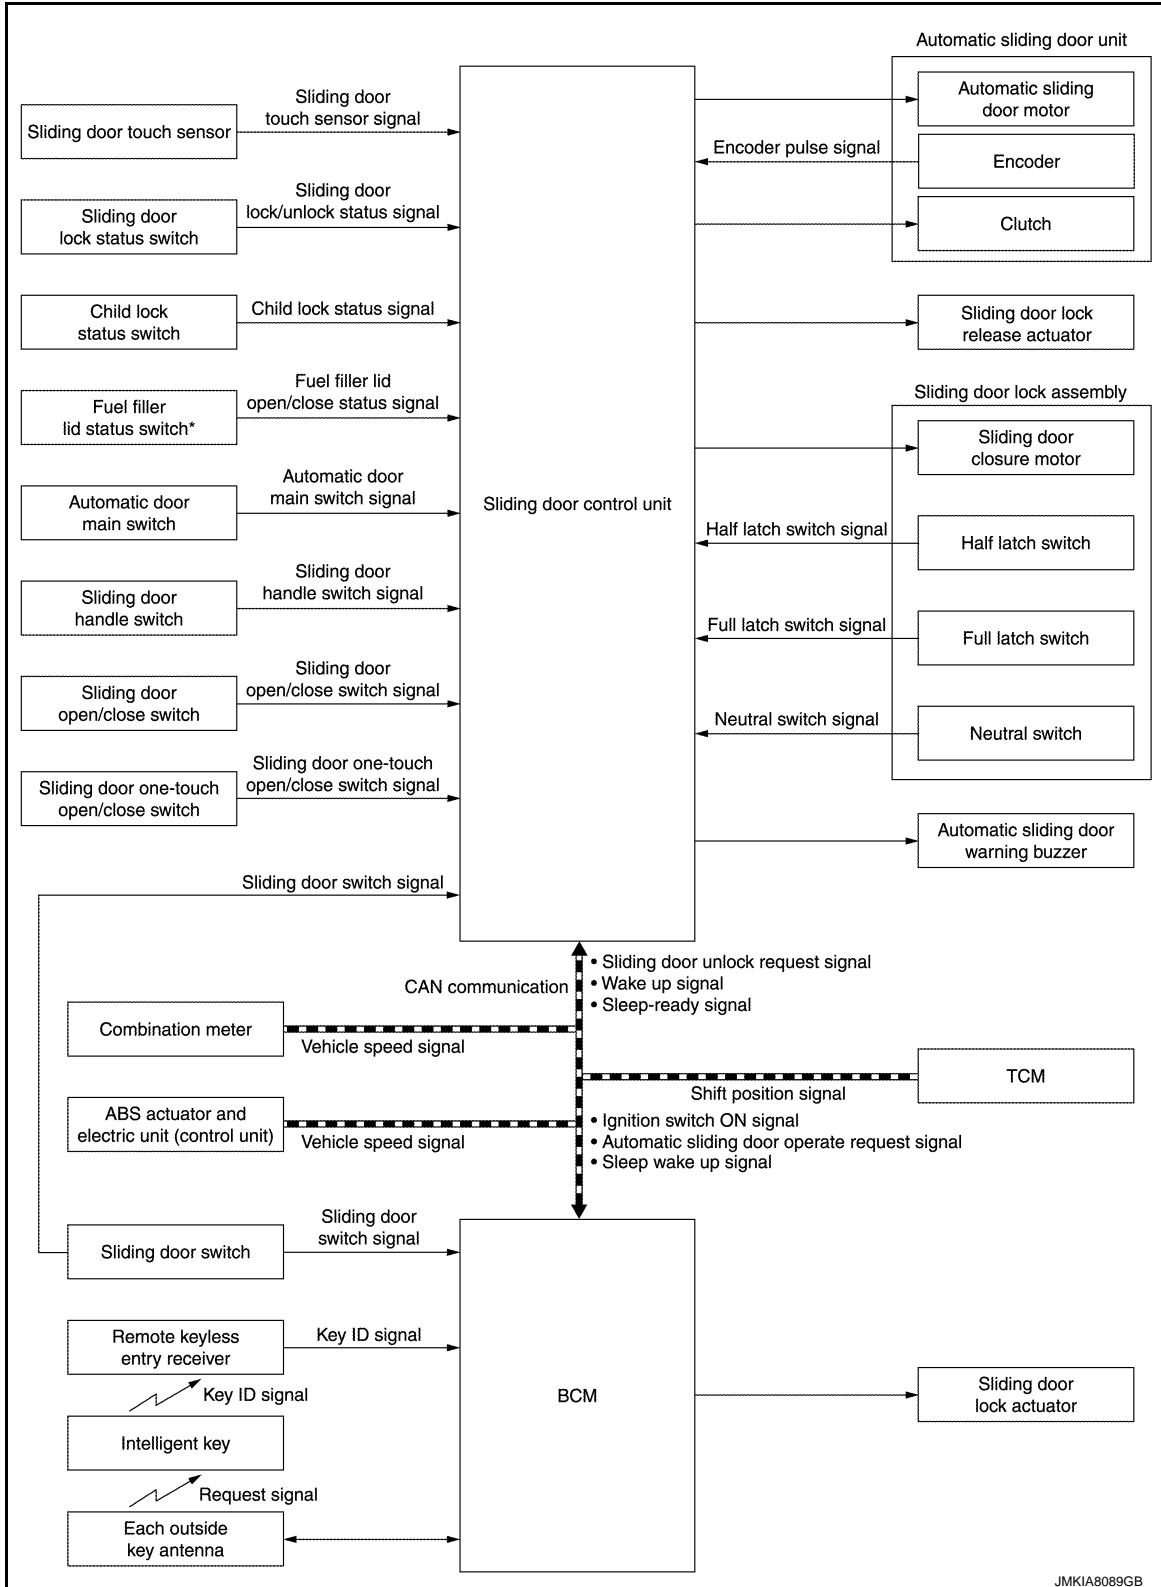 Automatic sliding door unit
Sliding door touch sensor
Sliding door
touch sensor signal
Automatic sliding
door motor
Encoder pulse signal
Encoder
Sliding door
lock status switch
Sliding door
lock/unlock status signal
Clutch
Child lock
status switch
Child lock status signal
Sliding door lock
release actuator
Fuel filler
lid status switch*
Fuel filler lid
open/close status signal
Sliding door lock assembly
Sliding door
closure motor
Automatic door
main switch
Automatic door
main switch signal
Sliding door control unit
Half latch switch signal
Half latch switch
Sliding door
handle switch
Sliding door
handle switch signal
Full latch switch signal
Full latch switch
Sliding door
open/close switch
Sliding door
open/close switch signal
Neutral switch signal
Neutral switch
Sliding door one-touch
open/close switch
Sliding door one-touch
open/close switch signal
Automatic sliding door
warning buzzer
Sliding door switch signal
CAN communication
• Sliding door unlock request signal
• Wake up signal
• Sleep-ready signal
Combination meter
Vehicle speed signal
TCM
Shift position signal
ABS actuator and
electric unit (control unit)
Vehicle speed signal
• Ignition switch ON signal
• Automatic sliding door operate request signal
• Sleep wake up signal
Sliding door switch
Sliding door
switch signal
Remote keyless
entry receiver
Key ID signal
Key ID signal
BCM
Sliding door
lock actuator
Intelligent key
Request signal
Each outside
key antenna
JMKIA8089GB